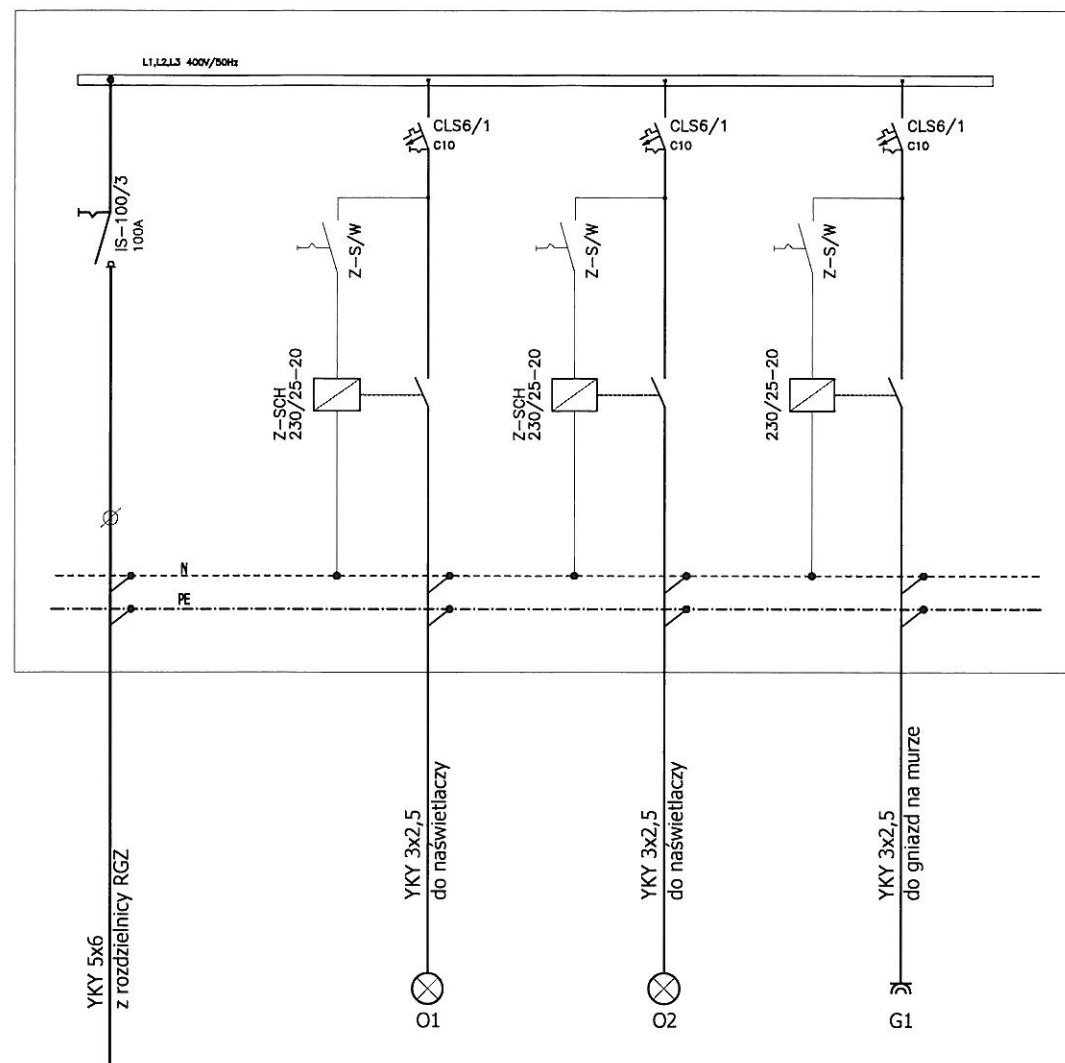 L1,L2,L3 400V/50Hz
CLS6/1
C10
CLS6/1
C10
CLS6/1
C10
IS-100/3
100A
Z-S/W
Z-S/W
Z-S/W
Z-SCH
230/25-20
Z-SCH
230/25-20
230/25-20
N
PE
YKY 5x6
z rozdzielnicy RGZ
YKY 3x2,5
do naświetlaczy
YKY 3x2,5
do naświetlaczy
YKY 3x2,5
do gniazd na murze
O1
O2
G1